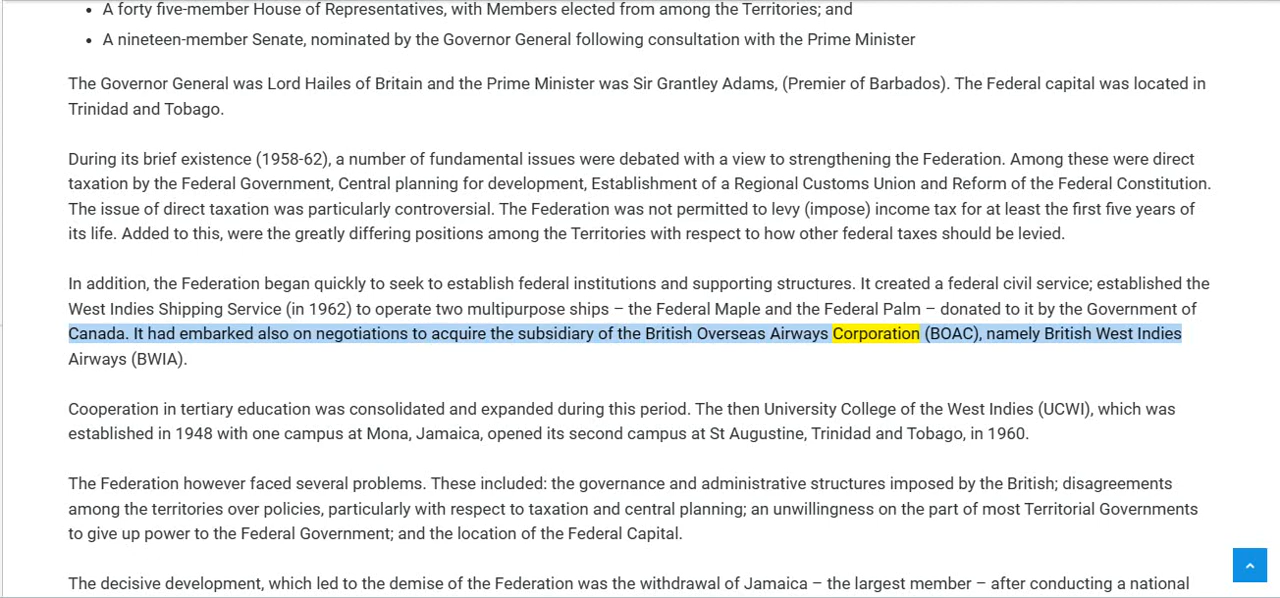 • A forty five-member House of Representatives, with Members elected from among the Territories; and
• A nineteen-member Senate, nominated by the Governor General following consultation with the Prime Minister
The Governor General was Lord Hailes of Britain and the Prime Minister was Sir Grantley Adams, (Premier of Barbados). The Federal capital was located in
Trinidad and Tobago.
During its brief existence (1958-62), a number of fundamental issues were debated with a view to strengthening the Federation. Among these were direct
taxation by the Federal Government, Central planning for development, Establishment of a Regional Customs Union and Reform of the Federal Constitution.
The issue of direct taxation was particularly controversial. The Federation was not permitted to levy (impose) income tax for at least the first five years of
its life. Added to this, were the greatly differing positions among the Territories with respect to how other federal taxes should be levied.
In addition, the Federation began quickly to seek to establish federal institutions and supporting structures. It created a federal civil service; established the
West Indies Shipping Service (in 1962) to operate two multipurpose ships – the Federal Maple and the Federal Palm – donated to it by the Government of
Canada. It had embarked also on negotiations to acquire the subsidiary of the British Overseas Airways Corporation (BOAC), namely British West Indies
Airways (BWIA).
Cooperation in tertiary education was consolidated and expanded during this period. The then University College of the West Indies (UCWI), which was
established in 1948 with one campus at Mona, Jamaica, opened its second campus at St Augustine, Trinidad and Tobago, in 1960.
The Federation however faced several problems. These included: the governance and administrative structures imposed by the British; disagreements
among the territories over policies, particularly with respect to taxation and central planning; an unwillingness on the part of most Territorial Governments
to give up power to the Federal Government; and the location of the Federal Capital.
The decisive development, which led to the demise of the Federation was the withdrawal of Jamaica – the largest member – after conducting a national